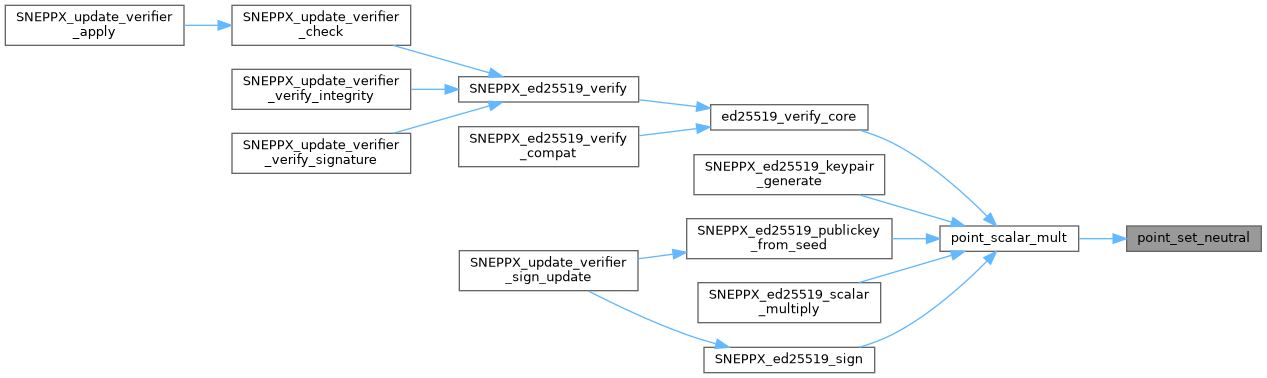 SNEPPX_update_verifier
_apply
SNEPPX_update_verifier
_check
SNEPPX_update_verifier
_verify_integrity
SNEPPX_update_verifier
_verify_signature
SNEPPX_ed25519_verify
SNEPPX_ed25519_verify
_compat
ed25519_verify_core
SNEPPX_ed25519_keypair
_generate
SNEPPX_ed25519_publickey
_from_seed
SNEPPX_update_verifier
_sign_update
SNEPPX_ed25519_scalar
_multiply
SNEPPX_ed25519_sign
point_scalar_mult
point_set_neutral